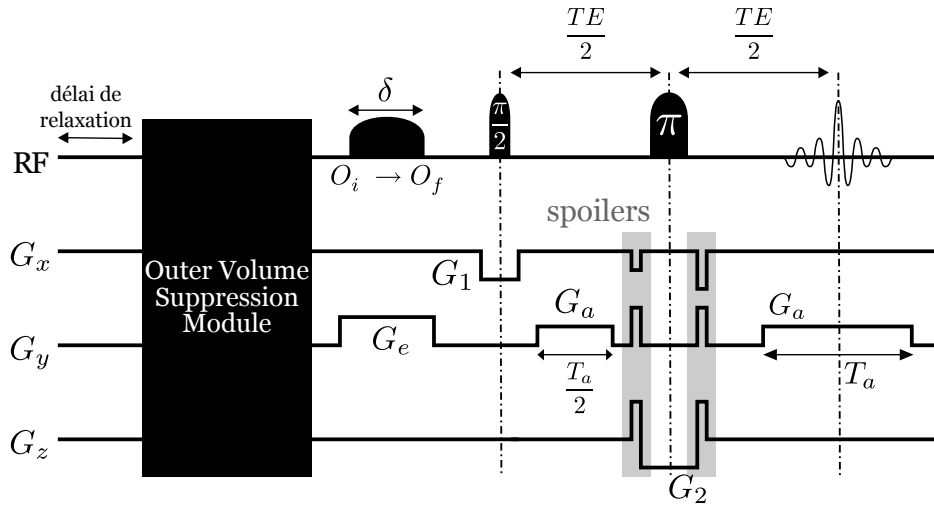 TE/2
TE/2
délai de
relaxation
δ
π/2
π
RF
O_i → O_f
spoilers
G_x
G_1
Outer Volume
Suppression
Module
G_a
G_a
G_e
G_y
T_a/2
T_a
G_z
G_2